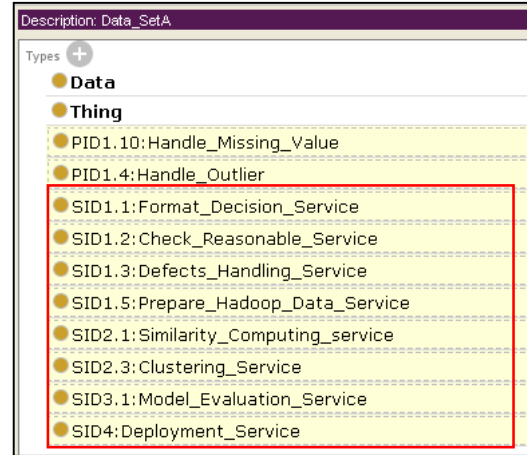 Description: Data_SetA
Types
Data
Thing
PID1.10:Handle_Missing_Value
PID1.4:Handle_Outlier
SID1.1:Format_Decision_Service
SID1.2:Check_Reasonable_Service
SID1.3:Defects_Handling_Service
SID1.5:Prepare_Hadoop_Data_Service
SID2.1:Similarity_Computing_service
SID2.3:Clustering_Service
SID3.1:Model_Evaluation_Service
SID4:Deployment_Service